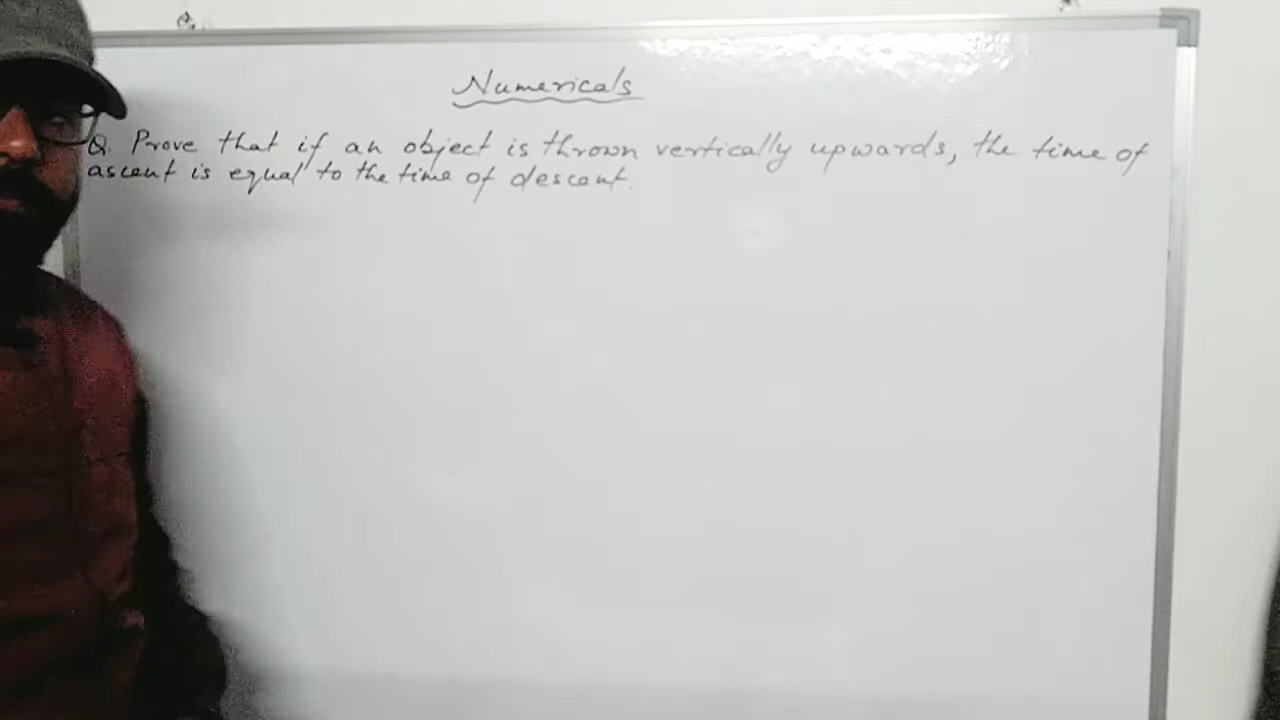 Numericals
Q. Prove that if an object is thrown vertically upwards, the time of
ascent is equal to the time of descent.